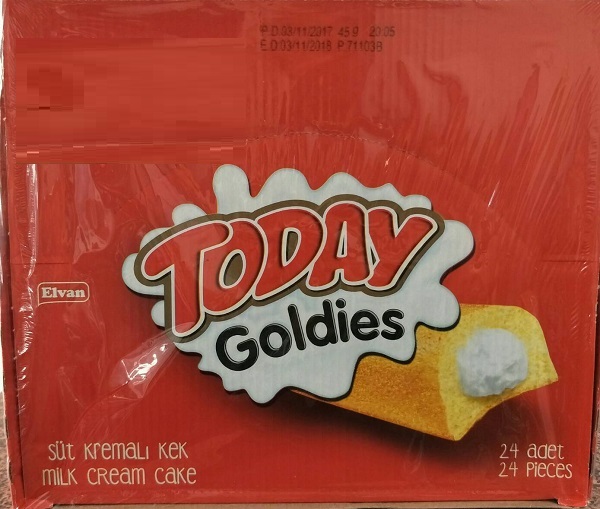 P.D.03/11/2017 45 9 20:05
E.D.03/11/2018 P.711038
TODAY
Goldies
Elvan
süt kremalı kek
milk cream cake
24 adet
24 pieces